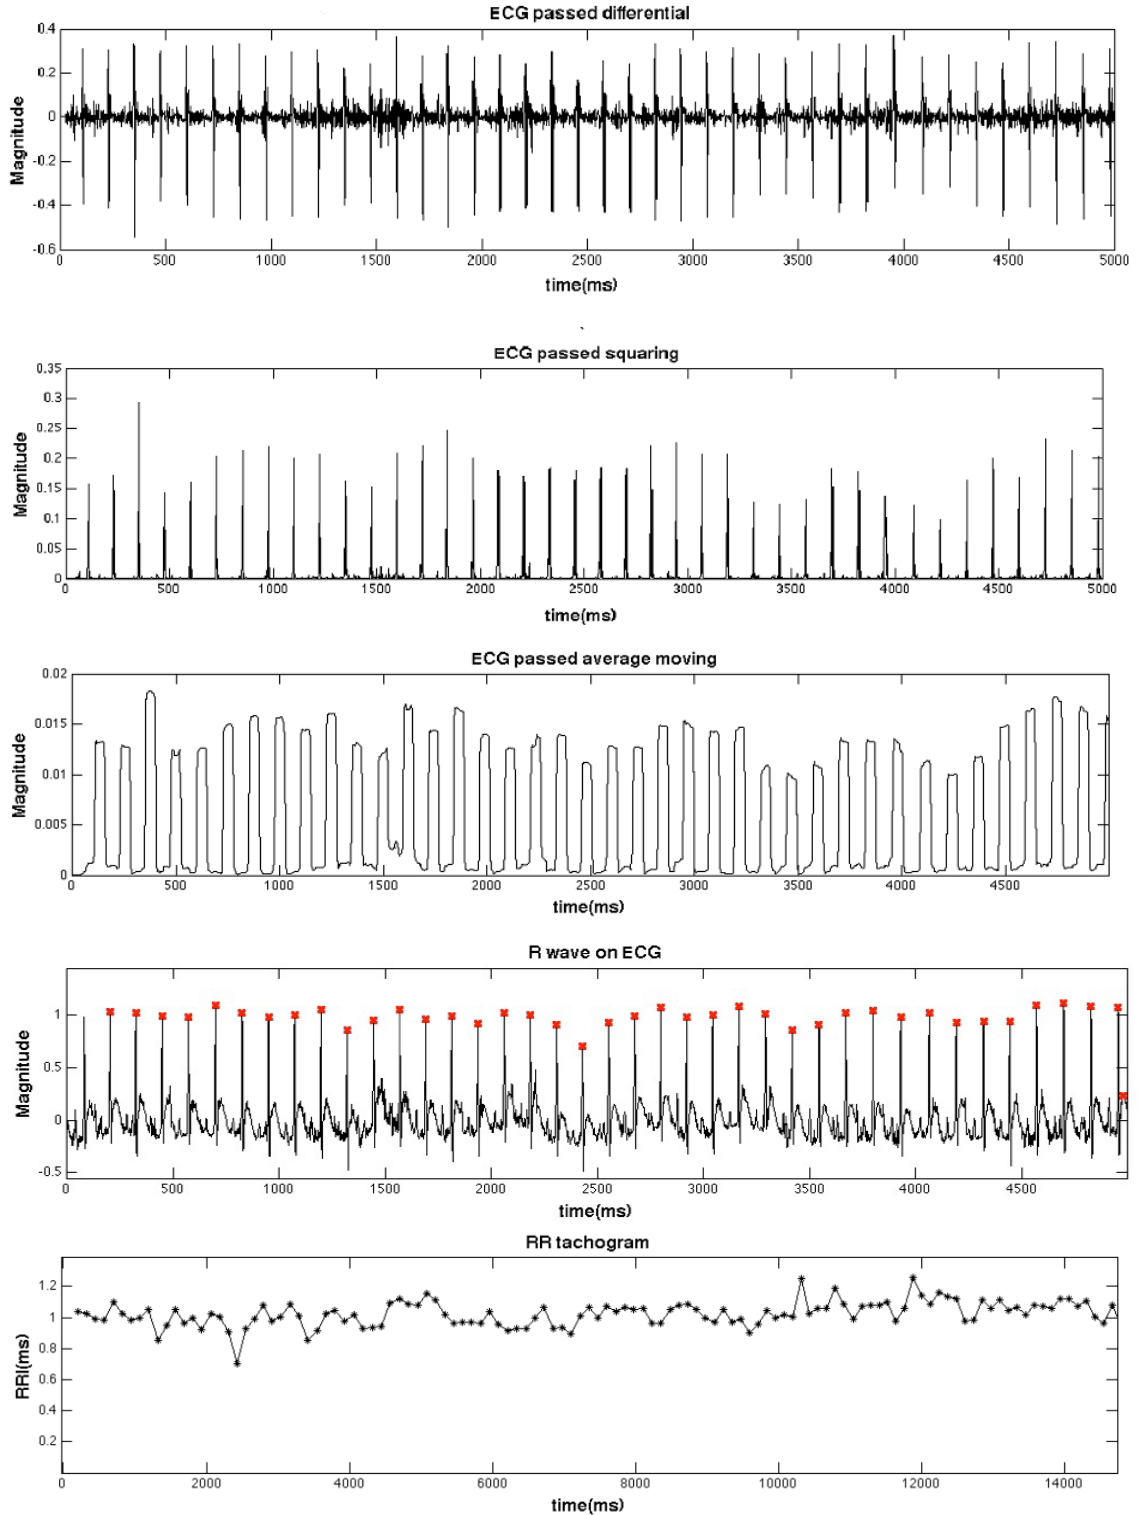 ECG passed differential
0.4
0.2
0
-0.2
-0.4
-0.6
Magnitude
0 500 1000 1500 2000 2500 3000 3500 4000 4500 5000
time(ms)
ECG passed squaring
0.35
0.3
0.25
0.2
0.15
0.1
0.05
0
Magnitude
0 500 1000 1500 2000 2500 3000 3500 4000 4500 5000
time(ms)
ECG passed average moving
0.02
0.015
0.01
0.005
0
Magnitude
0 500 1000 1500 2000 2500 3000 3500 4000 4500
time(ms)
R wave on ECG
1
0.5
0
-0.5
Magnitude
0 500 1000 1500 2000 2500 3000 3500 4000 4500
time(ms)
RR tachogram
1.2
1
0.8
0.6
0.4
0.2
RRI(ms)
0 2000 4000 6000 8000 10000 12000 14000
time(ms)